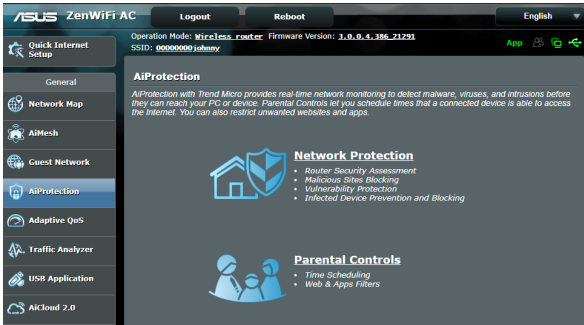 ASUS ZenWiFi AC Logout Reboot English
Quick Internet Setup
Operation Mode: Wireless router Firmware Version: 3.0.0.4.386_21291
SSID: 00000000johnny
App
General
Network Map
AiMesh
Guest Network
AiProtection
Adaptive QoS
Traffic Analyzer
USB Application
AiCloud 2.0
AiProtection
AiProtection with Trend Micro provides real-time network monitoring to detect malware, viruses, and intrusions before
they can reach your PC or device. Parental Controls let you schedule times that a connected device is able to access
the Internet. You can also restrict unwanted websites and apps.
Network Protection
• Router Security Assessment
• Malicious Sites Blocking
• Vulnerability Protection
• Infected Device Prevention and Blocking
Parental Controls
• Time Scheduling
• Web & Apps Filters